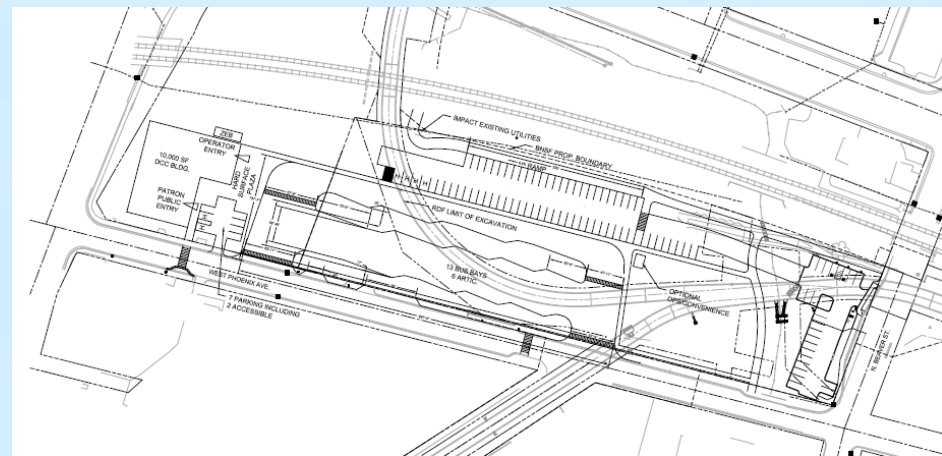 IMPACT EXISTING UTILITIES
BNSF PROP. BOUNDARY
RAMP
ZEB
OPERATOR
ENTRY
10,000 SF
DCC BLDG.
HARD
SURFACE
PLAZA
PATRON
PUBLIC
ENTRY
H H H H
RDF LIMIT OF EXCAVATION
13 BUS BAYS
6 ARTIC.
OPTIONAL
OPS/CONVENIENCE
WEST PHOENIX AVE.
7 PARKING INCLUDING
2 ACCESSIBLE
N. BEAVER ST.